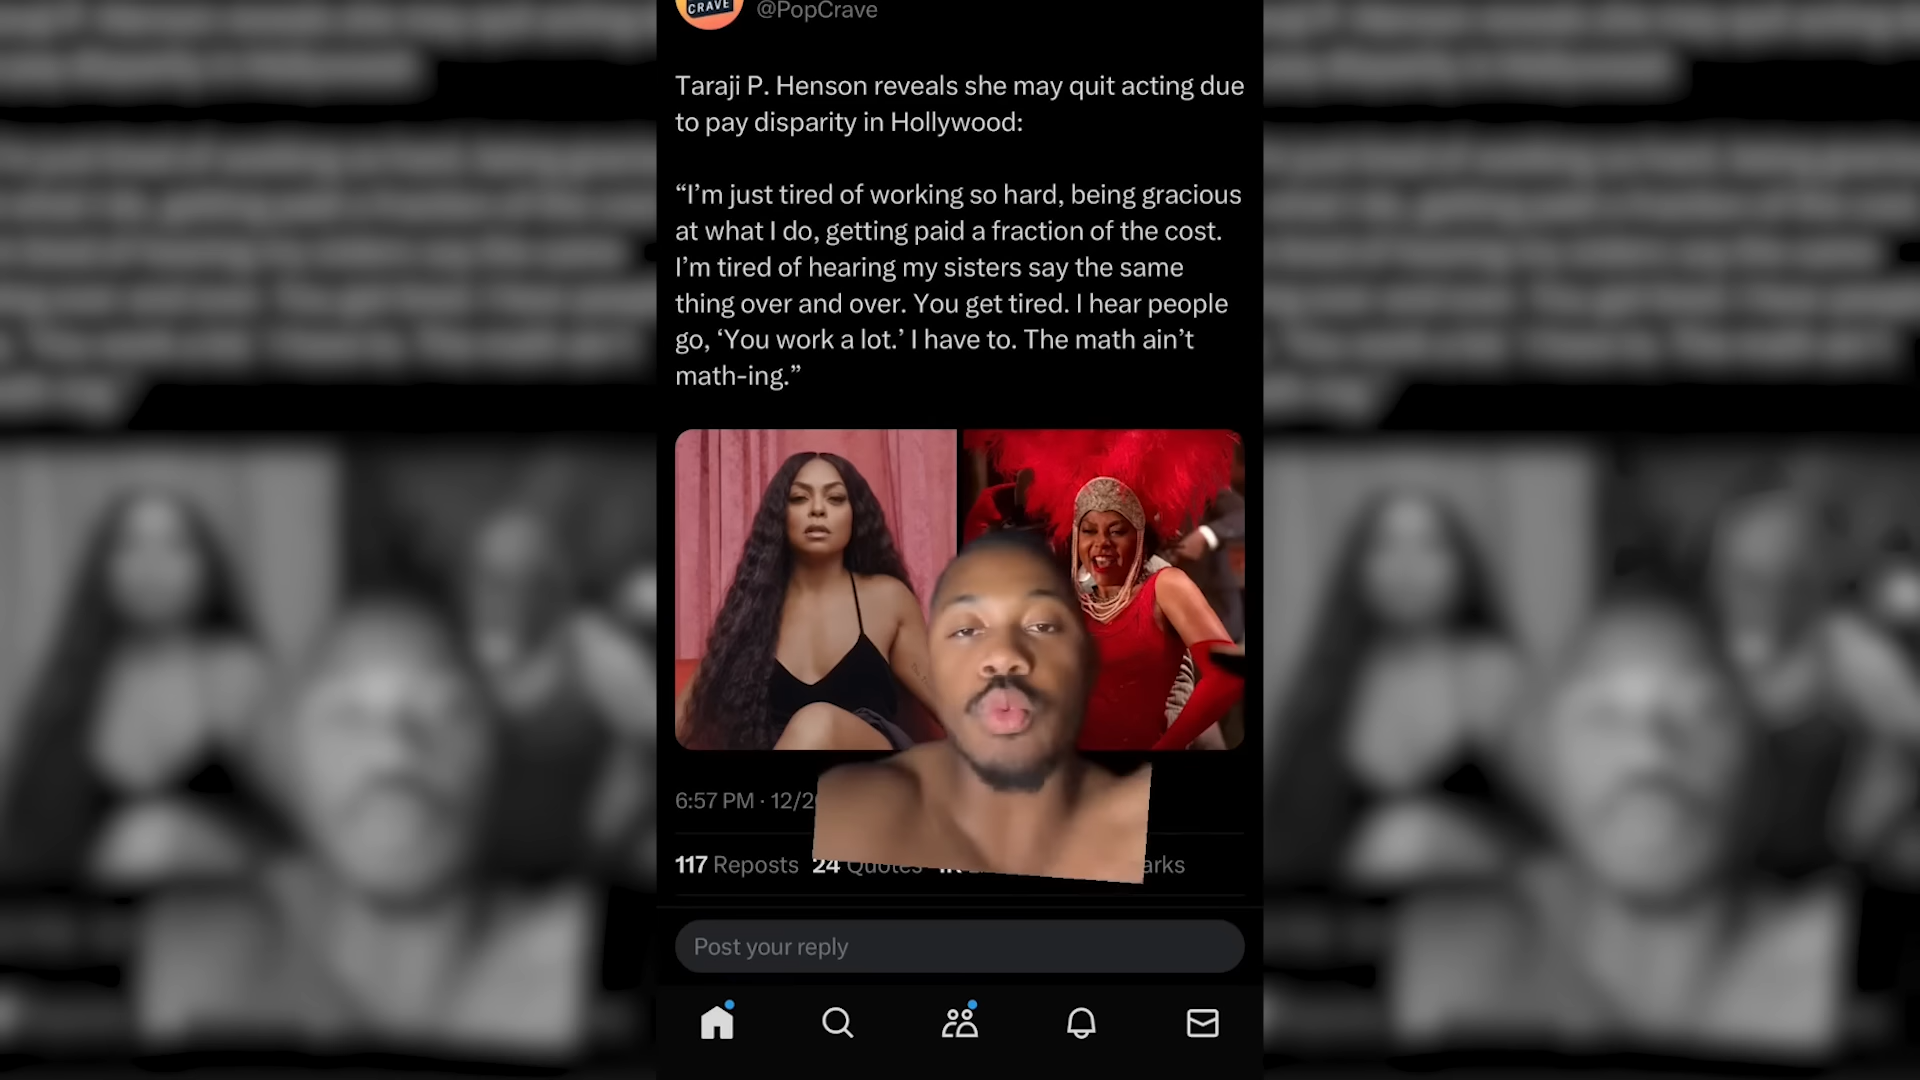 CRAVE
@PopCrave
Taraji P. Henson reveals she may quit acting due
to pay disparity in Hollywood:
“I’m just tired of working so hard, being gracious
at what I do, getting paid a fraction of the cost.
I’m tired of hearing my sisters say the same
thing over and over. You get tired. I hear people
go, ‘You work a lot.’ I have to. The math ain’t
math-ing.”
6:57 PM · 12/2
117 Reposts 24 Quotes
Post your reply